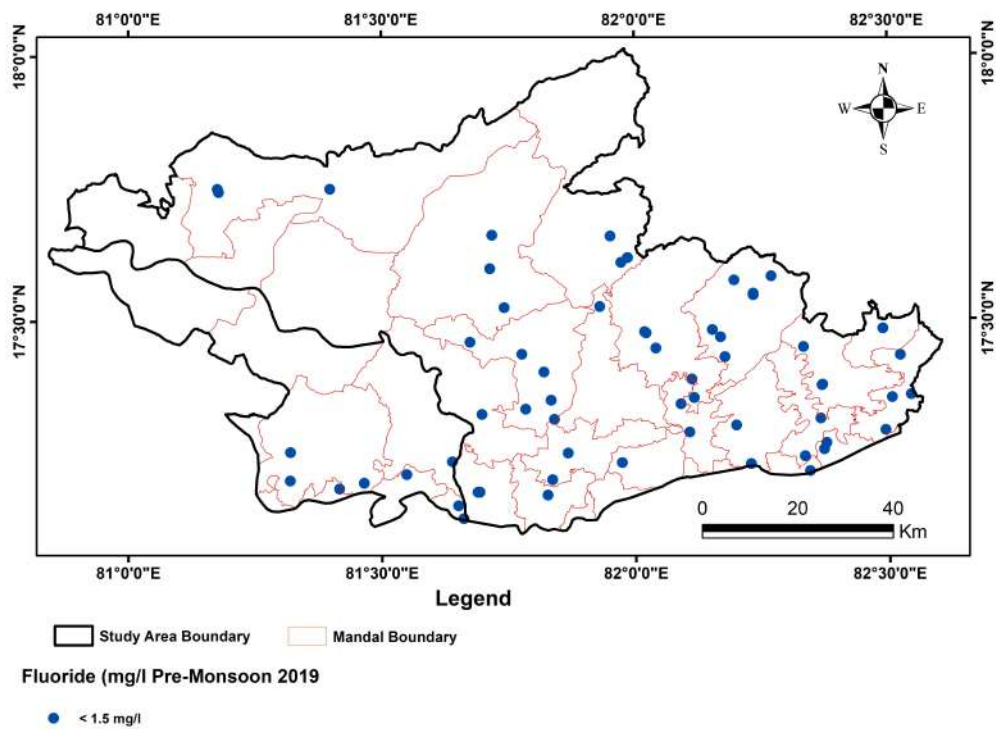 81°0'0"E 81°30'0"E 82°0'0"E 82°30'0"E
18°0'0"N 18°0'0"N
N
W E
S
17°30'0"N 17°30'0"N
0 20 40
Km
81°0'0"E 81°30'0"E 82°0'0"E 82°30'0"E
Legend
Study Area Boundary Mandal Boundary
Fluoride (mg/l Pre-Monsoon 2019
< 1.5 mg/l